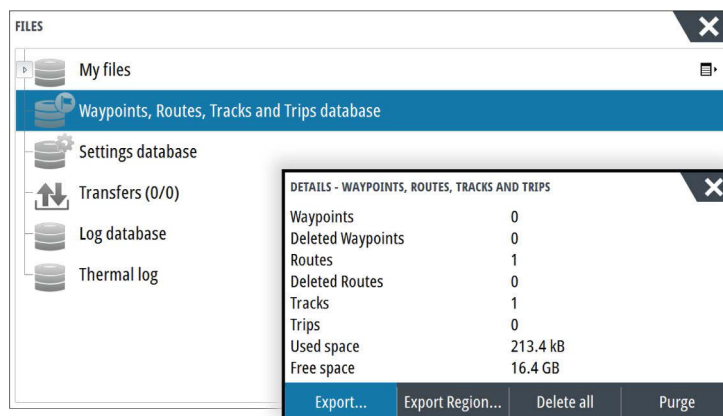 FILES
My files
Waypoints, Routes, Tracks and Trips database
Settings database
Transfers (0/0)
Log database
Thermal log
DETAILS - WAYPOINTS, ROUTES, TRACKS AND TRIPS
Waypoints 0
Deleted Waypoints 0
Routes 1
Deleted Routes 0
Tracks 1
Trips 0
Used space 213.4 kB
Free space 16.4 GB
Export... Export Region... Delete all Purge